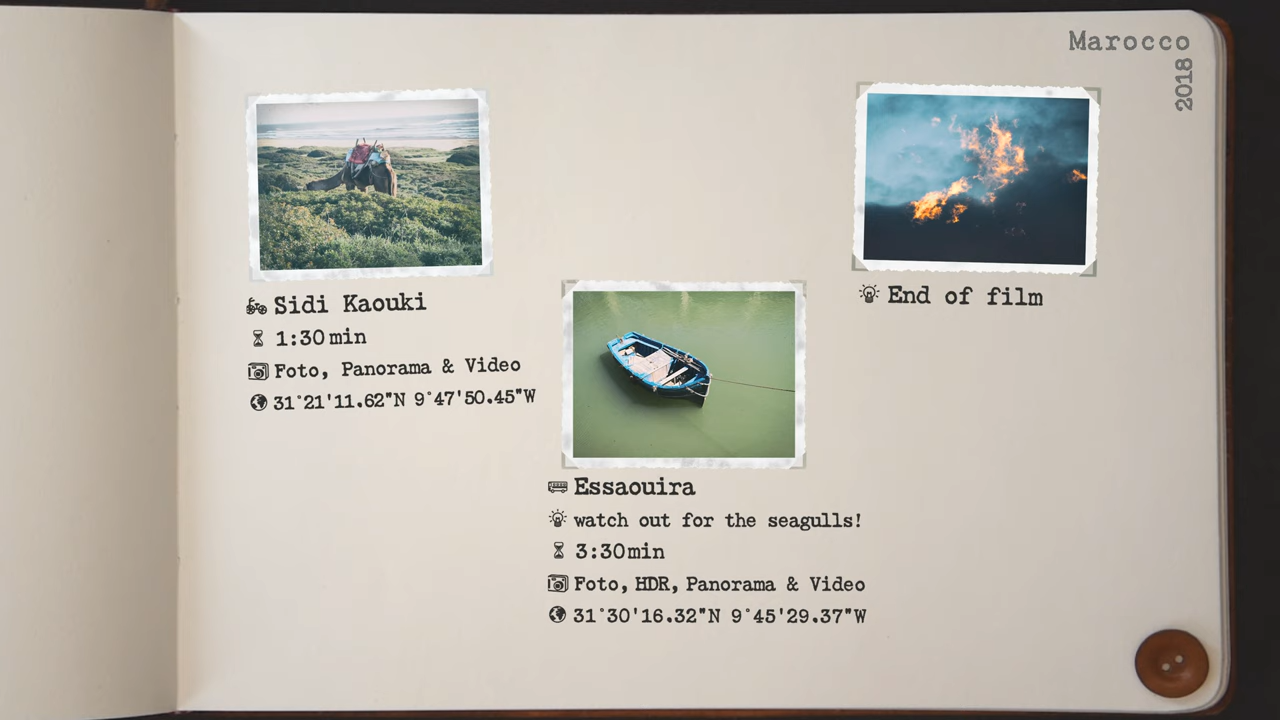 Marocco
2018
Sidi Kaouki
1:30min
Foto, Panorama & Video
31°21'11.62"N 9°47'50.45"W
Essaouira
watch out for the seagulls!
3:30min
Foto, HDR, Panorama & Video
31°30'16.32"N 9°45'29.37"W
End of film